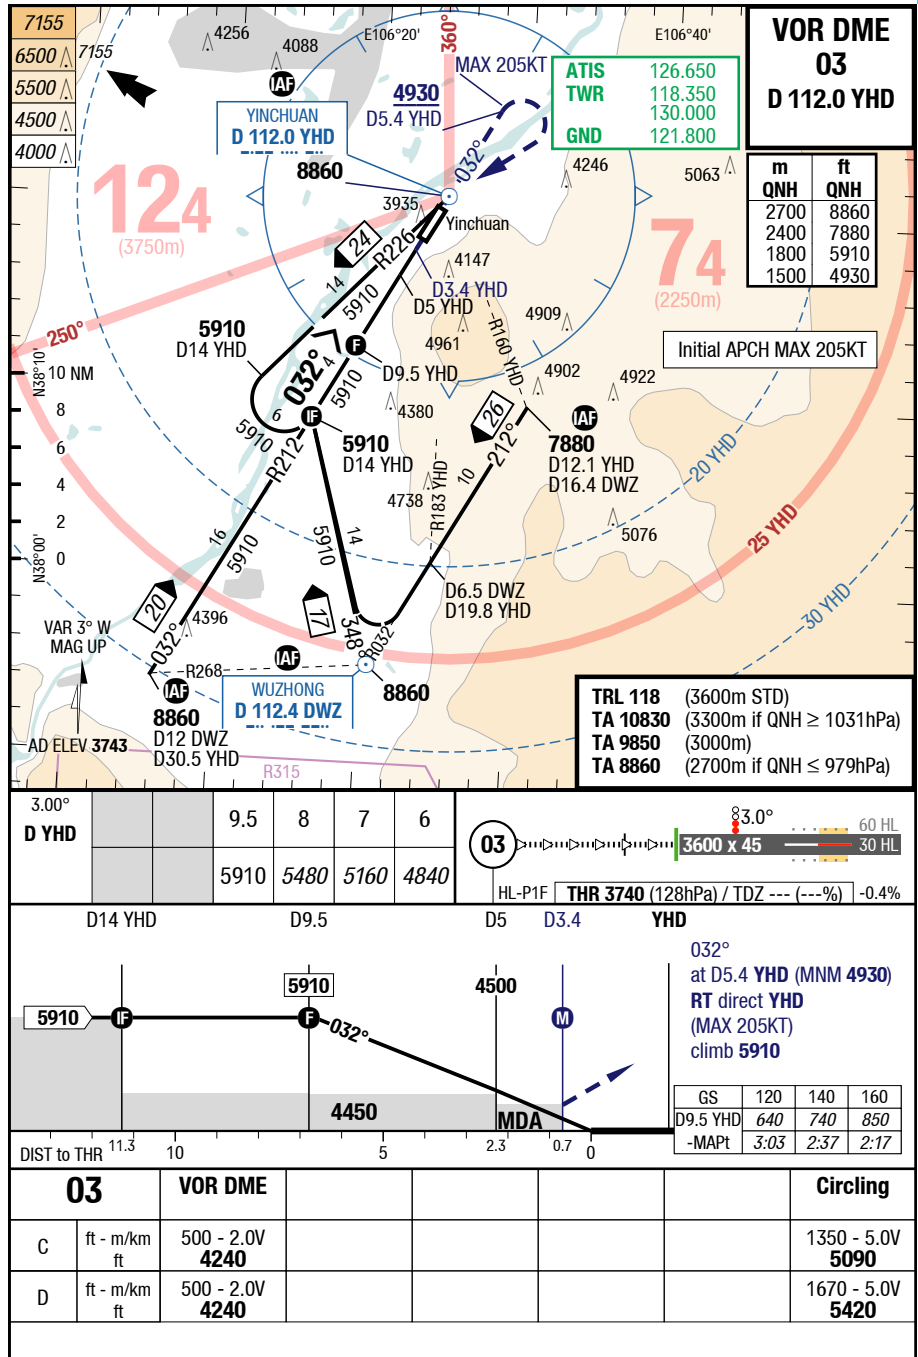 7155
6500
5500
4500
4000
7155
4256
4088
E106°20'
360°
E106°40'
MAX 205KT
IAF
4930
D5.4 YHD
YINCHUAN
D 112.0 YHD
8860
032°
ATIS 126.650
TWR 118.350
130.000
GND 121.800
VOR DME
03
D 112.0 YHD
m ft
QNH QNH
2700 8860
2400 7880
1800 5910
1500 4930
124
(3750m)
74
(2250m)
4246
5063
3935
Yinchuan
24
R226
14
5910
4147
D3.4 YHD
D5 YHD
R160 YHD
4909
4961
250°
5910
D14 YHD
032°
4
F
D9.5 YHD
5910
Initial APCH MAX 205KT
N38°10'
10 NM
8
6
4
2
0
N38°00'
4902
4922
4380
6
5910
IF
5910
D14 YHD
R212
26
212°
IAF
7880
D12.1 YHD
D16.4 DWZ
20 YHD
10
4738
R183 YHD
5076
25 YHD
16
5910
14
5910
D6.5 DWZ
D19.8 YHD
30 YHD
20
17
4396
032°
348°
R032
VAR 3° W
MAG UP
IAF
R268
IAF
WUZHONG
D 112.4 DWZ
8860
8860
D12 DWZ
D30.5 YHD
AD ELEV 3743
R315
TRL 118 (3600m STD)
TA 10830 (3300m if QNH ≥ 1031hPa)
TA 9850 (3000m)
TA 8860 (2700m if QNH ≤ 979hPa)
3.00°
D YHD
9.5 8 7 6
5910 5480 5160 4840
03
3.0°
3600 x 45
60 HL
30 HL
HL-P1F
THR 3740 (128hPa) / TDZ --- (---%)
-0.4%
D14 YHD D9.5 D5 D3.4 YHD
032°
at D5.4 YHD (MNM 4930)
RT direct YHD
(MAX 205KT)
climb 5910
5910
IF
5910
F
032°
4500
M
4450
MDA
DIST to THR 11.3 10 5 2.3 0.7 0
GS 120 140 160
D9.5 YHD 640 740 850
-MAPt 3:03 2:37 2:17
03 VOR DME Circling
C ft - m/km 500 - 2.0V 1350 - 5.0V
ft 4240 5090
D ft - m/km 500 - 2.0V 1670 - 5.0V
ft 4240 5420